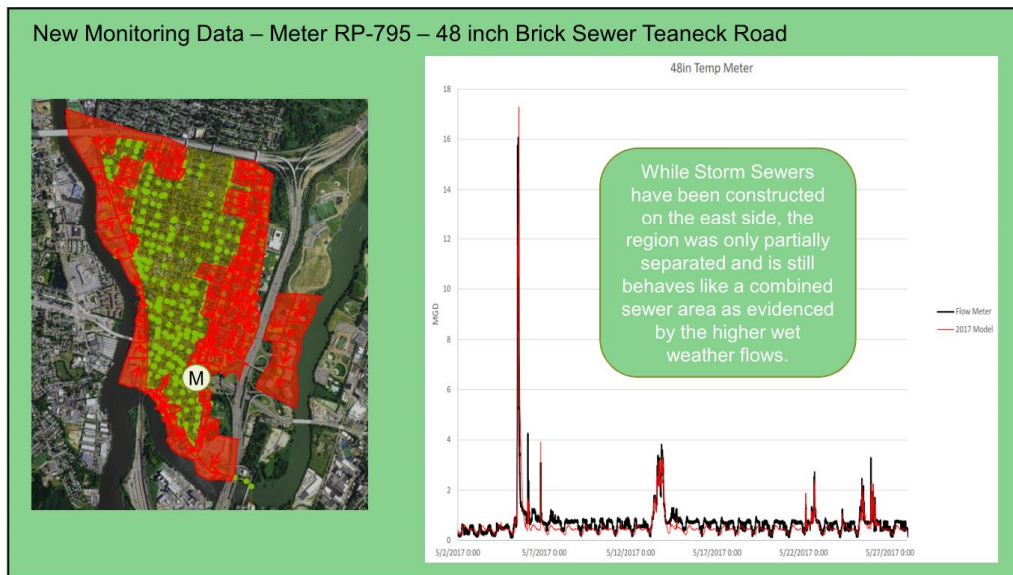 New Monitoring Data – Meter RP-795 – 48 inch Brick Sewer Teaneck Road
M
48in Temp Meter
MGD
18
16
14
12
10
8
6
4
2
0
5/2/2017 0:00
5/7/2017 0:00
5/12/2017 0:00
5/17/2017 0:00
5/22/2017 0:00
5/27/2017 0:00
While Storm Sewers
have been constructed
on the east side, the
region was only partially
separated and is still
behaves like a combined
sewer area as evidenced
by the higher wet
weather flows.
Flow Meter
2017 Model